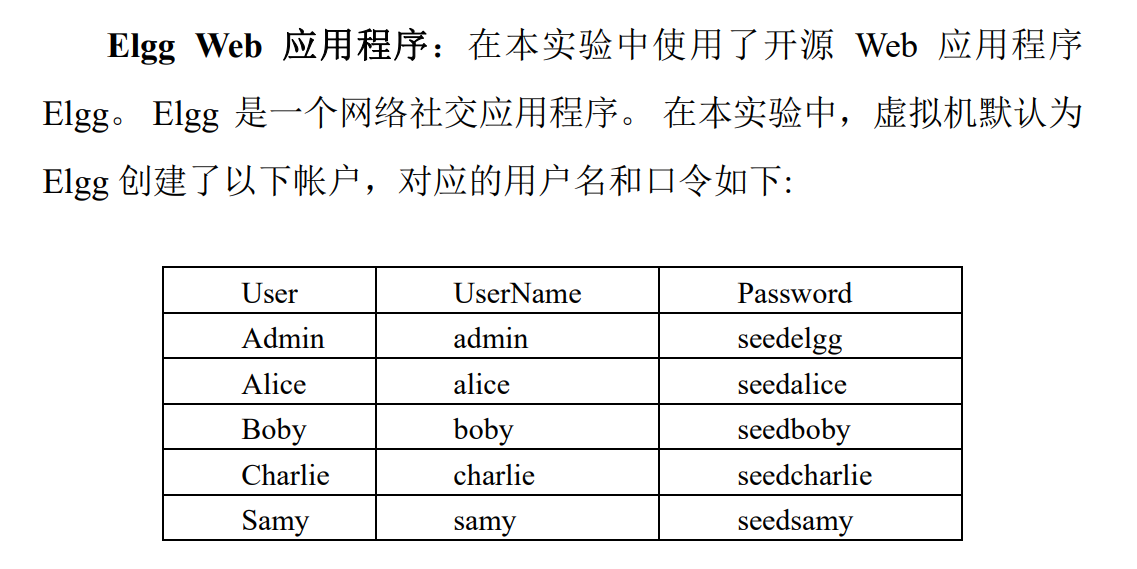 Elgg Web 应用程序：在本实验中使用了开源 Web 应用程序
Elgg。 Elgg 是一个网络社交应用程序。 在本实验中，虚拟机默认为
Elgg 创建了以下帐户，对应的用户名和口令如下:
User UserName Password
Admin admin seedelgg
Alice alice seedalice
Boby boby seedboby
Charlie charlie seedcharlie
Samy samy seedsamy